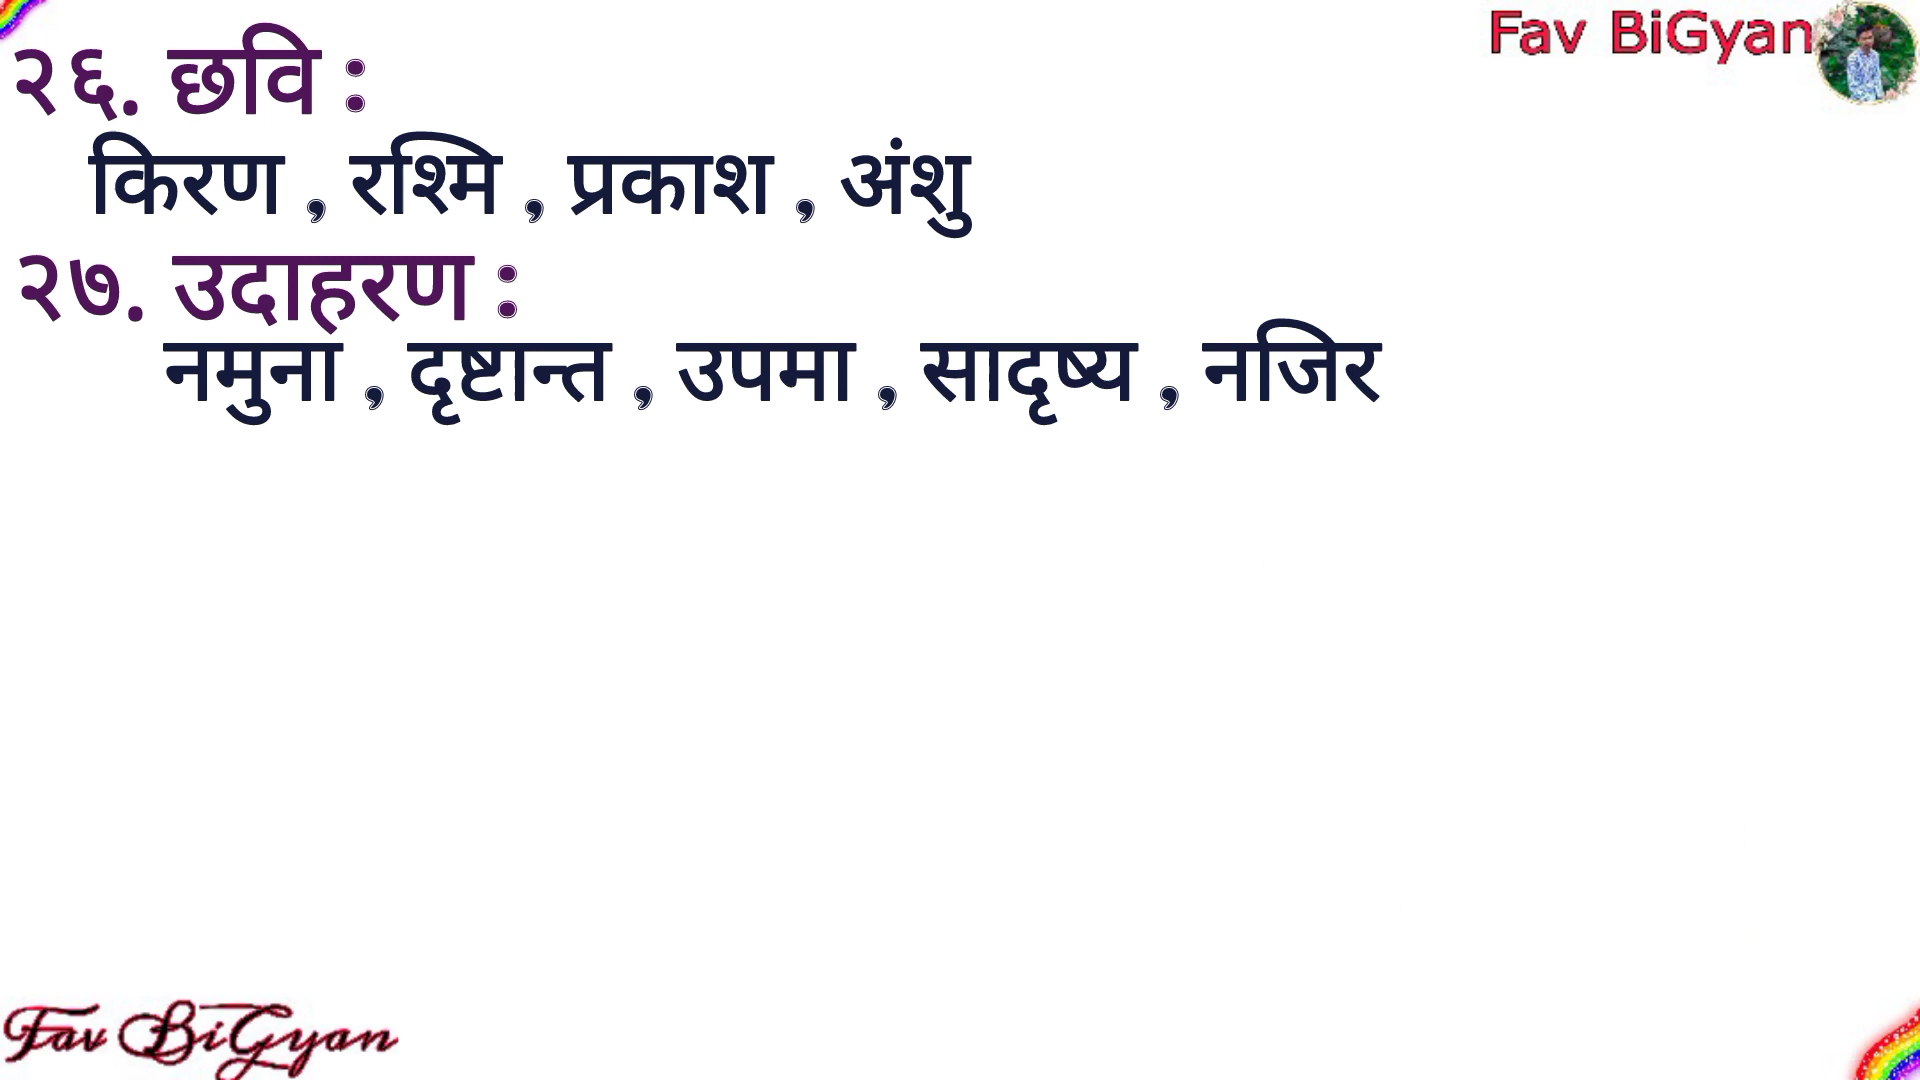 Fav BiGyan
२६. छवि :
किरण , रश्मि , प्रकाश , अंशु
२७. उदाहरण :
नमुना , दृष्टान्त , उपमा , सादृष्य , नजिर
Fav BiGyan